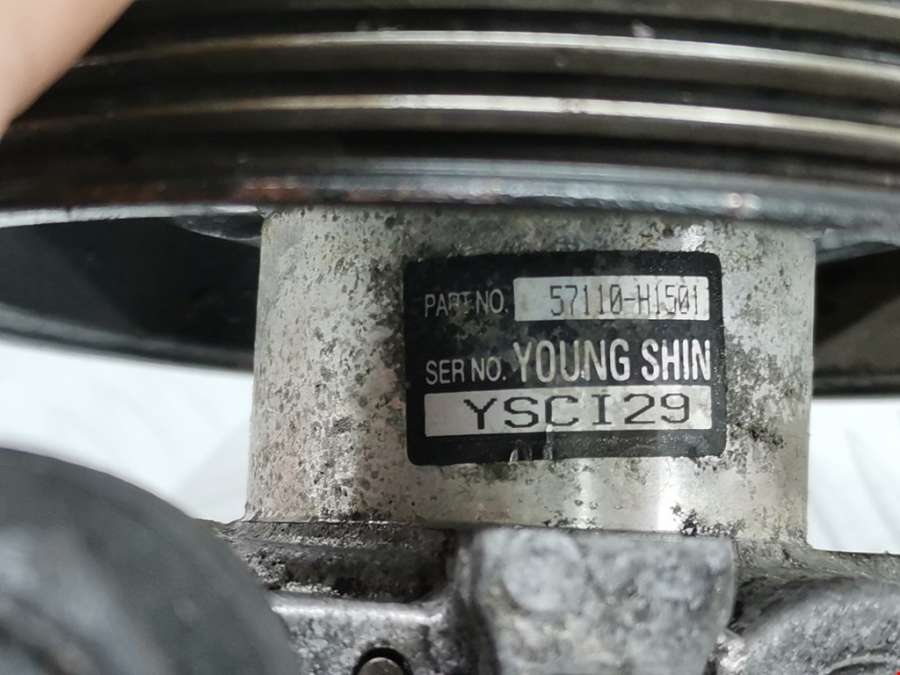 PART NO. 57110-H1501
SER NO. YOUNG SHIN
YSCI29